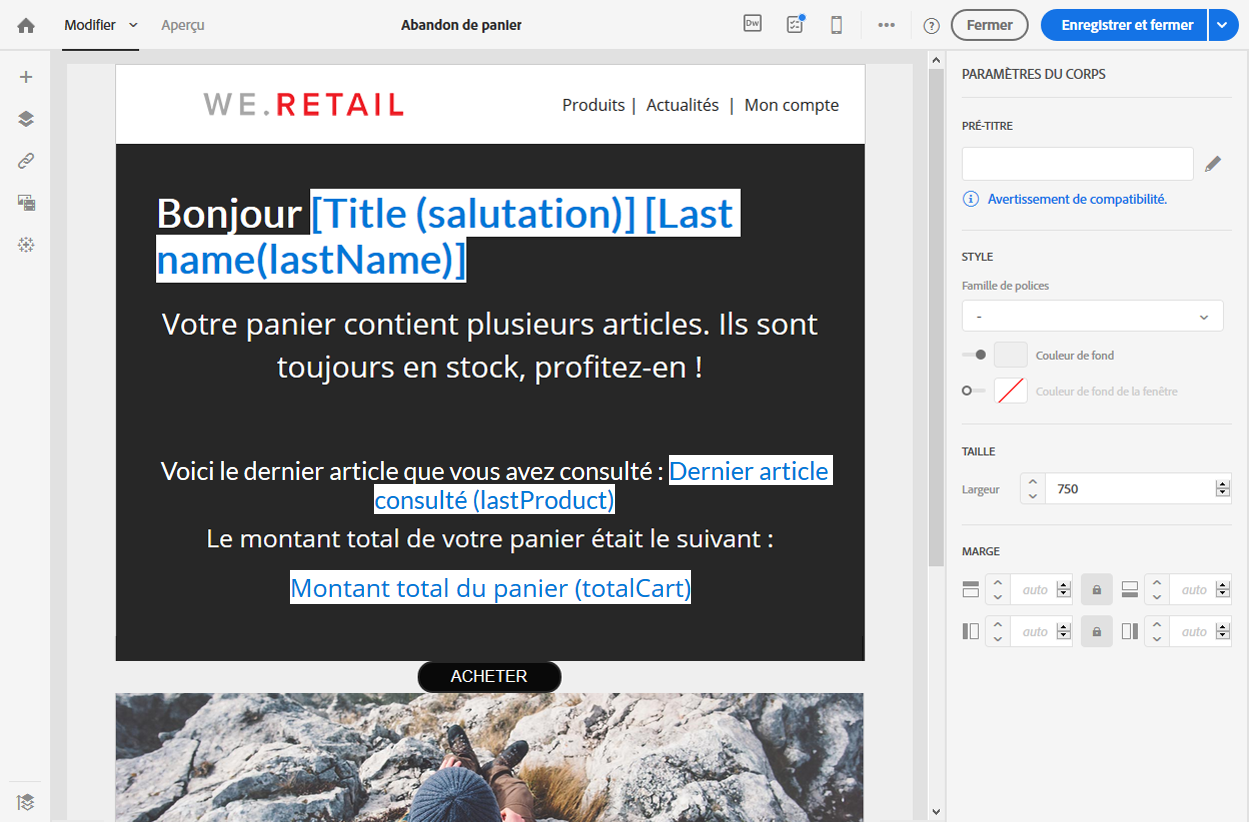 Modifier
Aperçu
Abandon de panier
Dw
?
Fermer
Enregistrer et fermer
WE.RETAIL
Produits | Actualités | Mon compte
Bonjour [Title (salutation)] [Last
name(lastName)]
Votre panier contient plusieurs articles. Ils sont
toujours en stock, profitez-en !
Voici le dernier article que vous avez consulté : Dernier article
consulté (lastProduct)
Le montant total de votre panier était le suivant :
Montant total du panier (totalCart)
ACHETER
PARAMÈTRES DU CORPS
PRÉ-TITRE
Avertissement de compatibilité.
STYLE
Famille de polices
-
Couleur de fond
Couleur de fond de la fenêtre
TAILLE
Largeur 750
MARGE
auto auto
auto auto